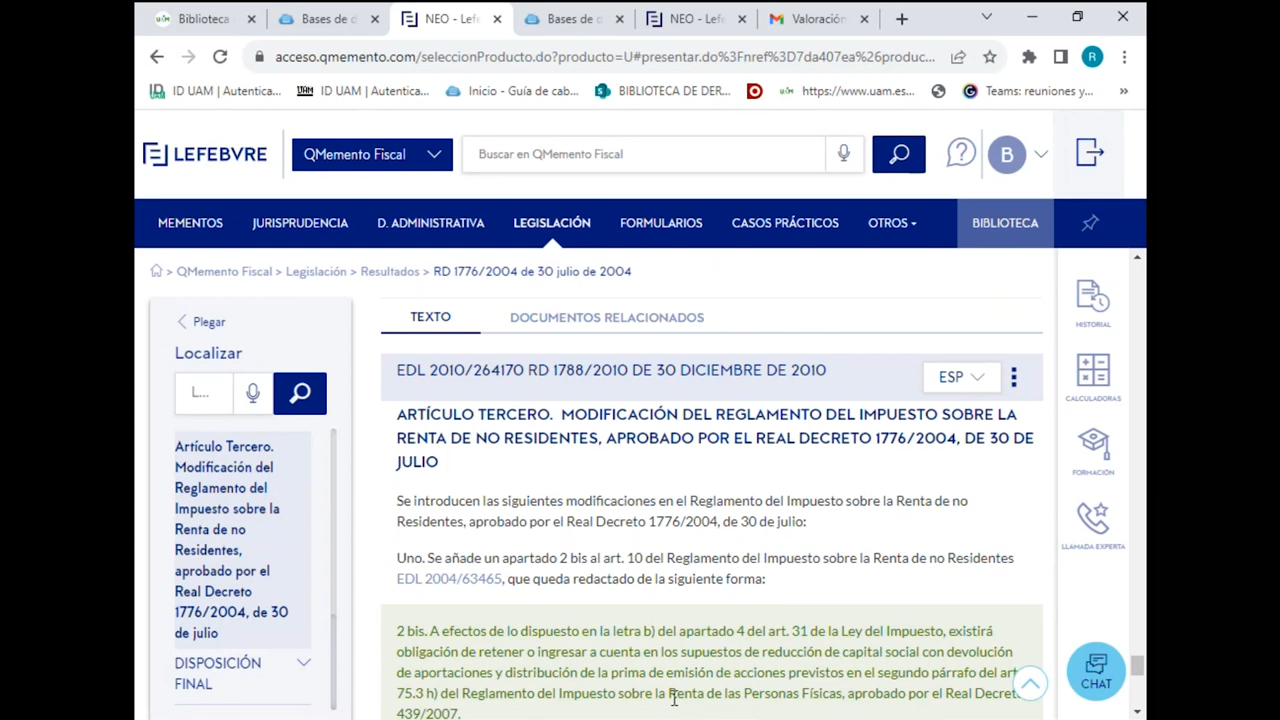 Biblioteca
Bases de d
NEO - Lefe
Bases de d
NEO - Lefe
Valoración
acceso.qmemento.com/seleccionProducto.do?producto=U#presentar.do%3Fnref%3D7da407ea%26produc...
R
ID UAM | Autentica...
ID UAM | Autentica...
Inicio - Guía de cab...
BIBLIOTECA DE DER...
https://www.uam.es...
Teams: reuniones y...
»
LEFEBVRE
QMemento Fiscal
Buscar en QMemento Fiscal
B
MEMENTOS
JURISPRUDENCIA
D. ADMINISTRATIVA
LEGISLACIÓN
FORMULARIOS
CASOS PRÁCTICOS
OTROS
BIBLIOTECA
> QMemento Fiscal > Legislación > Resultados > RD 1776/2004 de 30 julio de 2004
Plegar
Localizar
L...
Artículo Tercero.
Modificación del
Reglamento del
Impuesto sobre la
Renta de no
Residentes,
aprobado por el
Real Decreto
1776/2004, de 30
de julio
DISPOSICIÓN
FINAL
TEXTO
DOCUMENTOS RELACIONADOS
EDL 2010/264170 RD 1788/2010 DE 30 DICIEMBRE DE 2010
ESP
ARTÍCULO TERCERO. MODIFICACIÓN DEL REGLAMENTO DEL IMPUESTO SOBRE LA
RENTA DE NO RESIDENTES, APROBADO POR EL REAL DECRETO 1776/2004, DE 30 DE
JULIO
Se introducen las siguientes modificaciones en el Reglamento del Impuesto sobre la Renta de no
Residentes, aprobado por el Real Decreto 1776/2004, de 30 de julio:
Uno. Se añade un apartado 2 bis al art. 10 del Reglamento del Impuesto sobre la Renta de no Residentes
EDL 2004/63465, que queda redactado de la siguiente forma:
2 bis. A efectos de lo dispuesto en la letra b) del apartado 4 del art. 31 de la Ley del Impuesto, existirá
obligación de retener o ingresar a cuenta en los supuestos de reducción de capital social con devolución
de aportaciones y distribución de la prima de emisión de acciones previstos en el segundo párrafo del art.
75.3 h) del Reglamento del Impuesto sobre la Renta de las Personas Físicas, aprobado por el Real Decreto
439/2007.
HISTORIAL
CALCULADORAS
FORMACIÓN
LLAMADA EXPERTA
CHAT